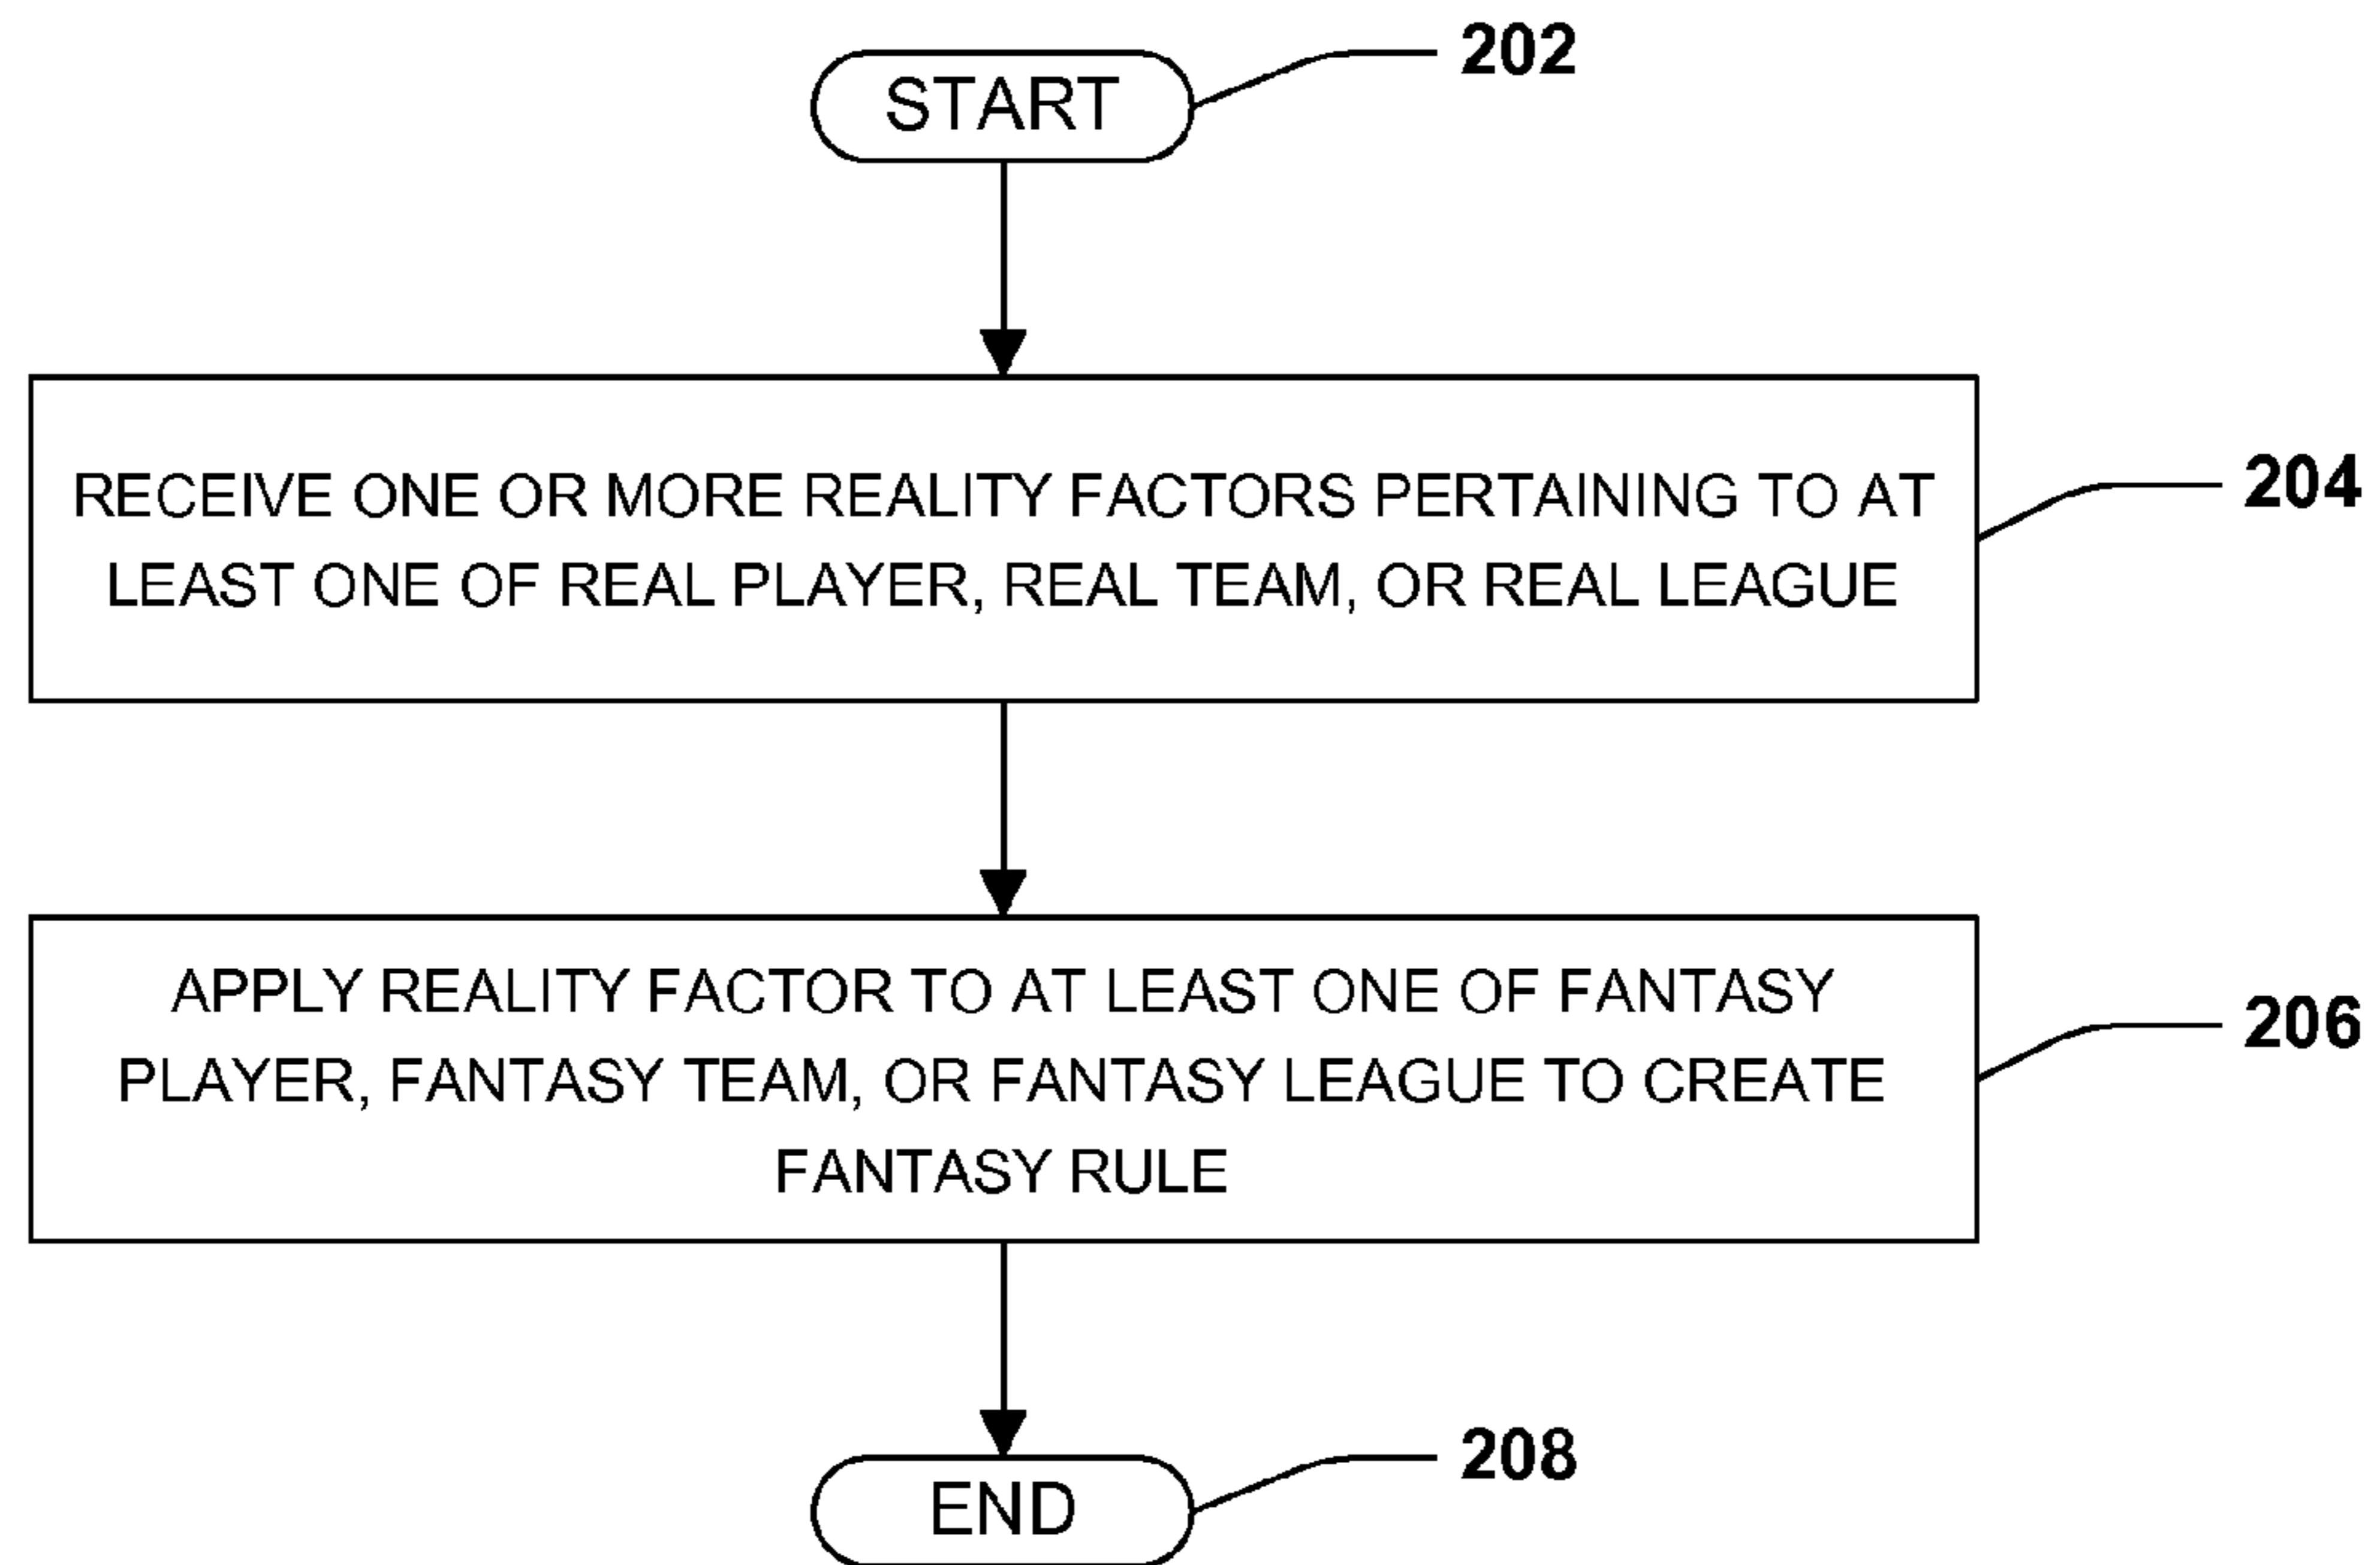 START
202
RECEIVE ONE OR MORE REALITY FACTORS PERTAINING TO AT
LEAST ONE OF REAL PLAYER, REAL TEAM, OR REAL LEAGUE
204
APPLY REALITY FACTOR TO AT LEAST ONE OF FANTASY
PLAYER, FANTASY TEAM, OR FANTASY LEAGUE TO CREATE
FANTASY RULE
206
END
208